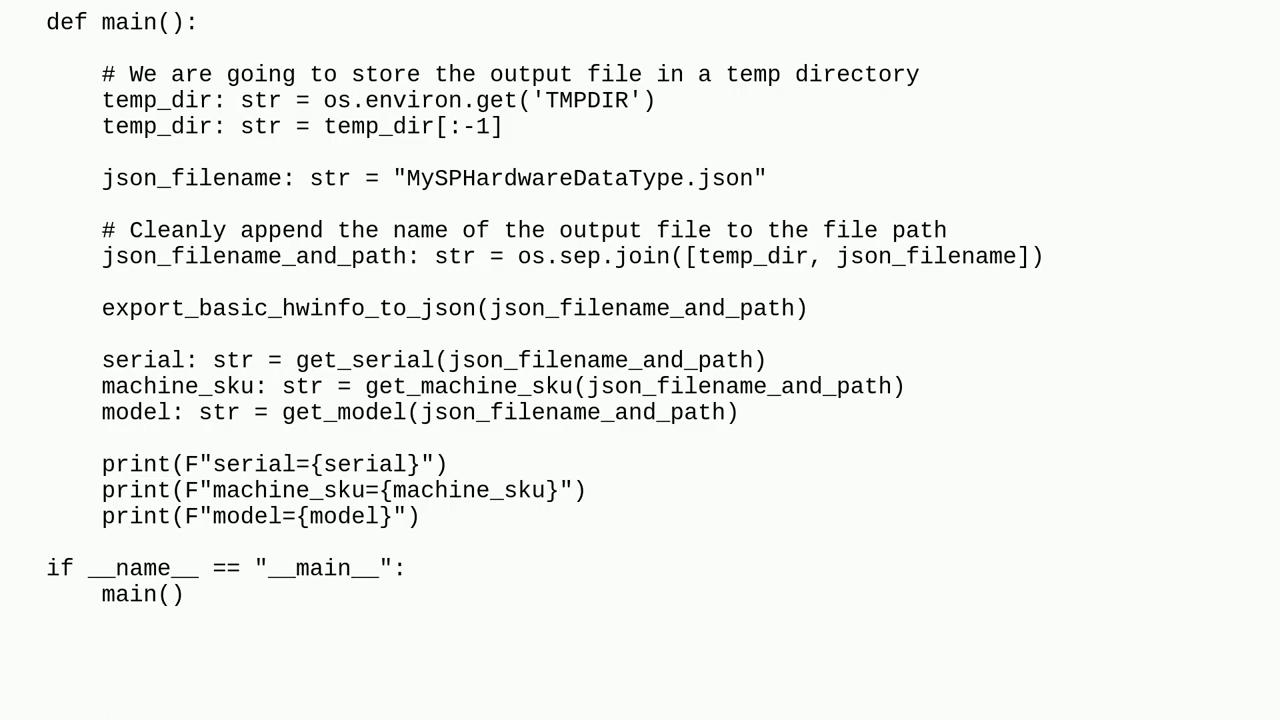 def main():
    # We are going to store the output file in a temp directory
    temp_dir: str = os.environ.get('TMPDIR')
    temp_dir: str = temp_dir[:-1]
    json_filename: str = "MySPHardwareDataType.json"
    # Cleanly append the name of the output file to the file path
    json_filename_and_path: str = os.sep.join([temp_dir, json_filename])
    export_basic_hwinfo_to_json(json_filename_and_path)
    serial: str = get_serial(json_filename_and_path)
    machine_sku: str = get_machine_sku(json_filename_and_path)
    model: str = get_model(json_filename_and_path)
    print(F"serial={serial}")
    print(F"machine_sku={machine_sku}")
    print(F"model={model}")
if __name__ == "__main__":
    main()